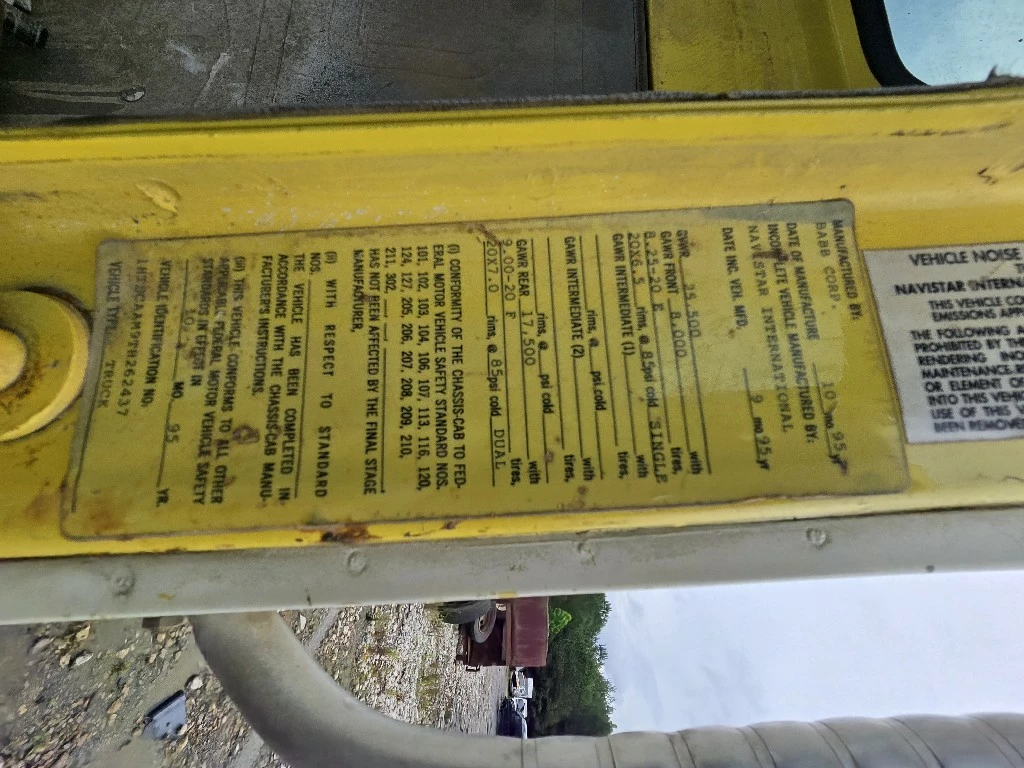 MANUFACTURED BY:
BABB CORP.
DATE OF MANUFACTURE 10 mo 95 yr
INCOMPLETE VEHICLE MANUFACTURED BY:
NAVISTAR INTERNATIONAL
DATE INC. VEH. MFD. 9 mo 95 yr
GVWR 25,500
GAWR FRONT 8,000 with
8.25-20 E SINGLE tires,
20X6.5 rims, @ 85 psi cold
GAWR INTERMEDIATE (1) with
tires,
rims, @ psi cold
GAWR INTERMEDIATE (2) with
tires,
rims, @ psi cold
GAWR REAR 17,500 with
9.00-20 F tires,
20X7.0 rims, @ 85 psi cold DUAL
(i) CONFORMITY OF THE CHASSIS-CAB TO FED-
ERAL MOTOR VEHICLE SAFETY STANDARD NOS.
101, 102, 103, 104, 106, 107, 113, 116, 120,
124, 127, 205, 206, 207, 208, 209, 210,
211, 302,
HAS NOT BEEN AFFECTED BY THE FINAL STAGE
MANUFACTURER.
(ii) WITH RESPECT TO STANDARD
NOS.
THE VEHICLE HAS BEEN COMPLETED IN
ACCORDANCE WITH THE CHASSIS-CAB MANU-
FACTURER'S INSTRUCTIONS.
(iii) THIS VEHICLE CONFORMS TO ALL OTHER
APPLICABLE FEDERAL MOTOR VEHICLE SAFETY
STANDARDS IN EFFECT IN
10 MO. 95 YR.
VEHICLE IDENTIFICATION NO.
VEHICLE TYPE: TRUCK
VEHICLE NOISE
NAVISTAR INTERNA
THIS VEHICLE CO
EMISSIONS APP
THE FOLLOWING A
PROHIBITED BY TH
RENDERING INO
MAINTENANCE, RE
OR ELEMENT OF
INTO THIS VEHIC
USE OF THIS V
BEEN REMOVE